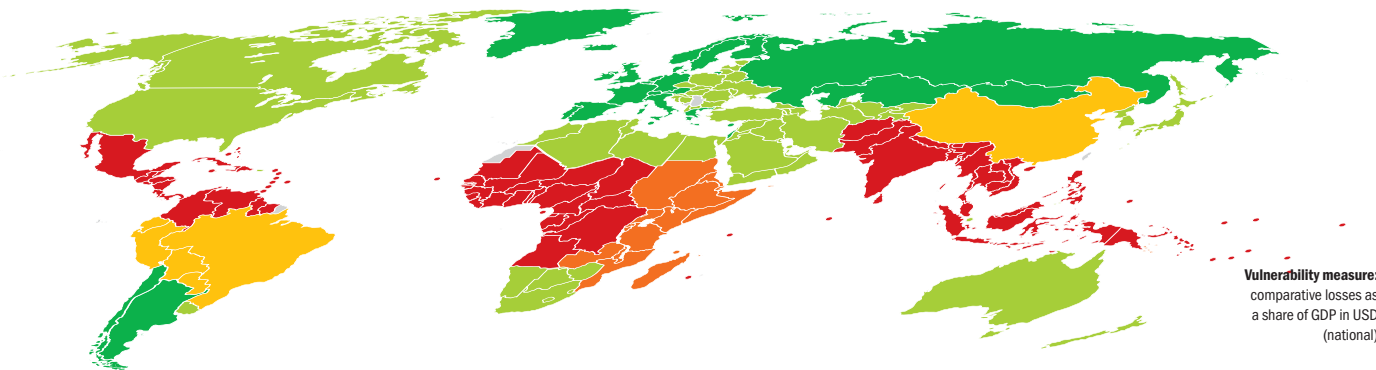 Vulnerability measure:
comparative losses as
a share of GDP in USD
(national)